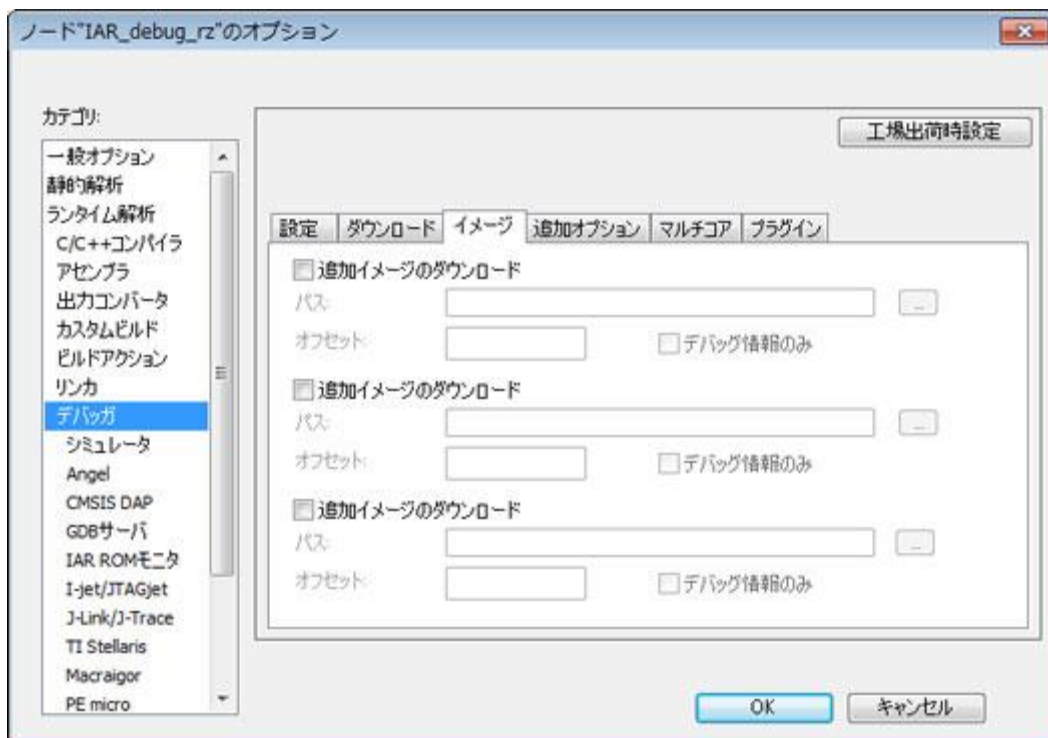 ノード"IAR_debug_rz"のオプション
カテゴリ:
工場出荷時設定
一般オプション
静的解析
ランタイム解析
C/C++コンパイラ
アセンブラ
出力コンバータ
カスタムビルド
ビルドアクション
リンカ
デバッガ
シミュレータ
Angel
CMSIS DAP
GDBサーバ
IAR ROMモニタ
I-jet/JTAGjet
J-Link/J-Trace
TI Stellaris
Macraigor
PE micro
設定 ダウンロード イメージ 追加オプション マルチコア プラグイン
追加イメージのダウンロード
パス: ...
オフセット: デバッグ情報のみ
追加イメージのダウンロード
パス: ...
オフセット: デバッグ情報のみ
追加イメージのダウンロード
パス: ...
オフセット: デバッグ情報のみ
OK キャンセル